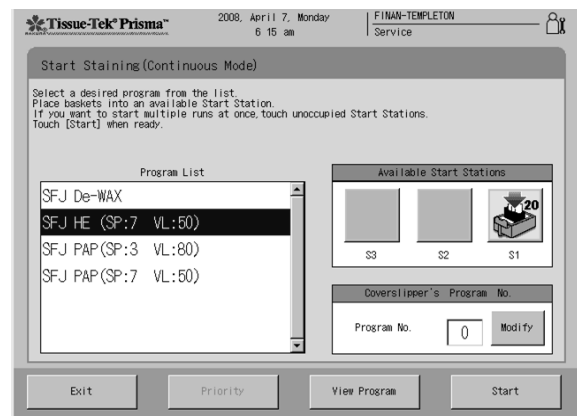 Tissue-Tek® Prisma™
2008, April 7, Monday
6 15 am
FINAN-TEMPLETON
Service
Start Staining(Continuous Mode)
Select a desired program from the list.
Place baskets into an available Start Station.
If you want to start multiple runs at once, touch unoccupied Start Stations.
Touch [Start] when ready.
Program List
SFJ De-WAX
SFJ HE (SP:7 VL:50)
SFJ PAP(SP:3 VL:80)
SFJ PAP(SP:7 VL:50)
Available Start Stations
20
S3 S2 S1
Coverslipper's Program No.
Program No. 0 Modify
Exit Priority View Program Start